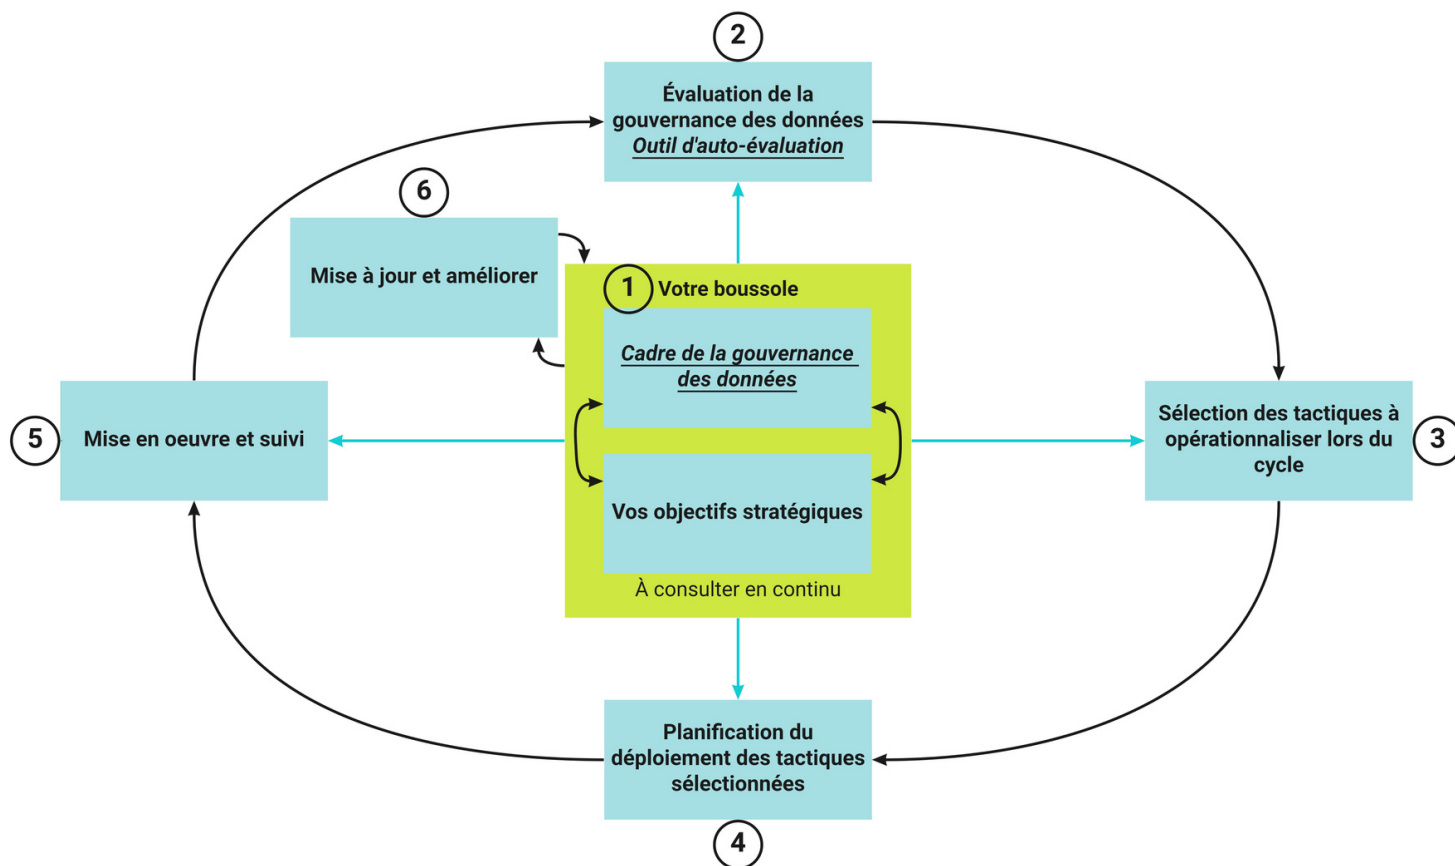 2
Évaluation de la
gouvernance des données
Outil d'auto-évaluation
6
Mise à jour et améliorer
1
Votre boussole
Cadre de la gouvernance
des données
Vos objectifs stratégiques
À consulter en continu
5
Mise en oeuvre et suivi
Sélection des tactiques à
opérationnaliser lors du
cycle
3
Planification du
déploiement des tactiques
sélectionnées
4